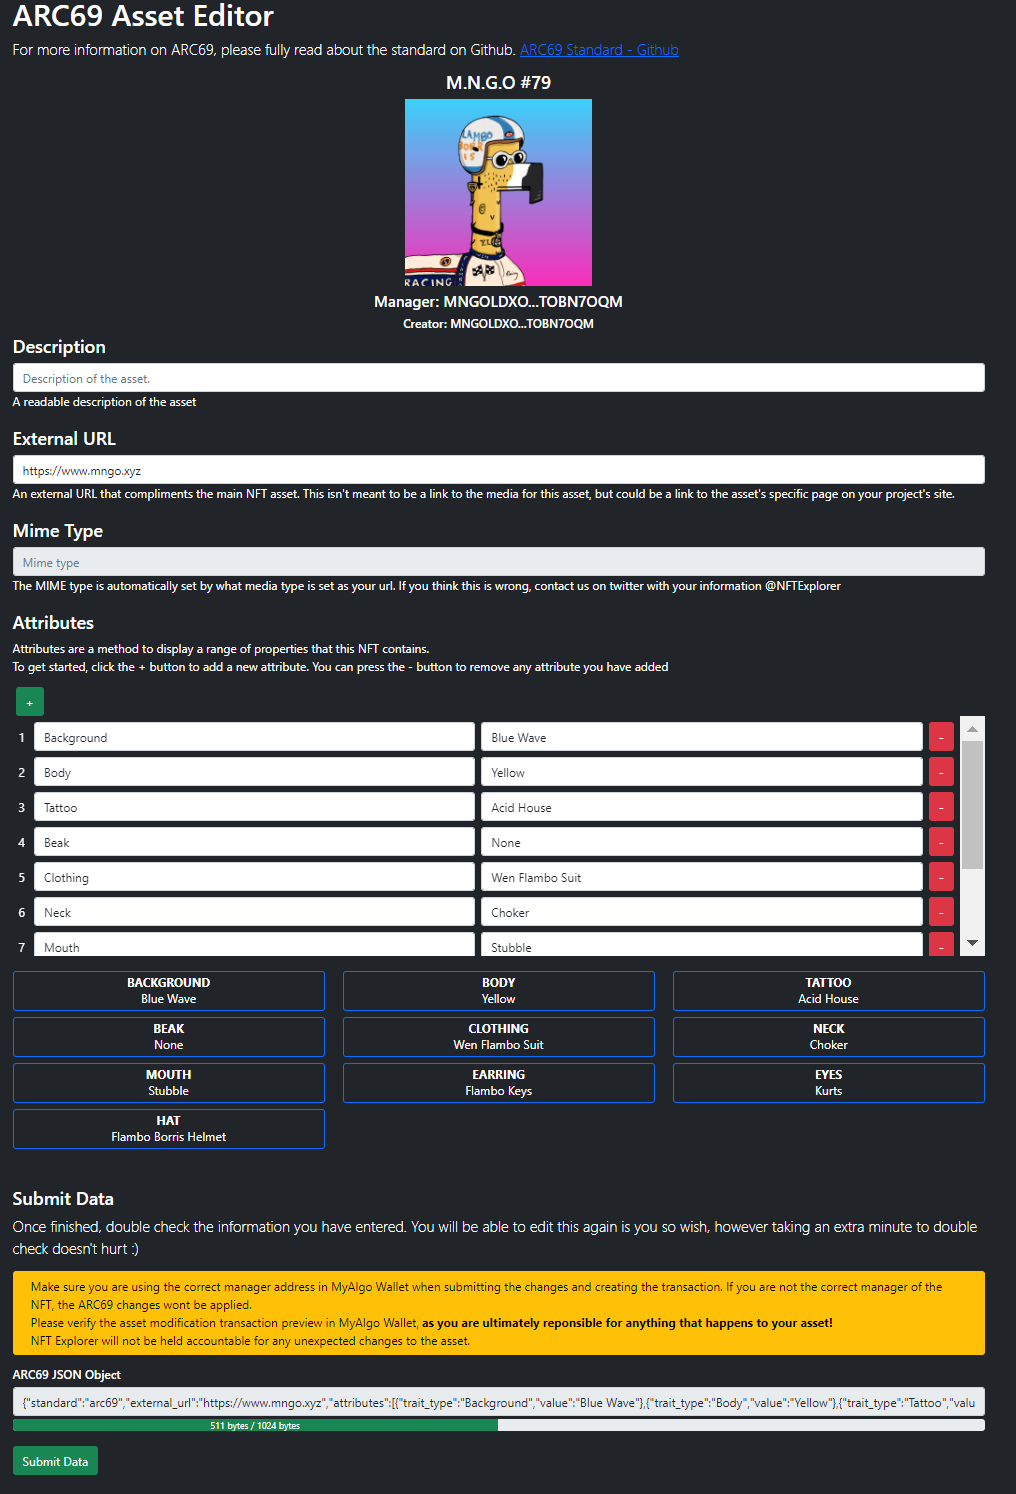 ARC69 Asset Editor
For more information on ARC69, please fully read about the standard on Github. ARC69 Standard - Github
M.N.G.O #79
LAMBO
BORR
IS
RACING
Manager: MNGOLDXO...TOBN7OQM
Creator: MNGOLDXO...TOBN7OQM
Description
Description of the asset.
A readable description of the asset
External URL
https://www.mngo.xyz
An external URL that compliments the main NFT asset. This isn't meant to be a link to the media for this asset, but could be a link to the asset's specific page on your project's site.
Mime Type
Mime type
The MIME type is automatically set by what media type is set as your url. If you think this is wrong, contact us on twitter with your information @NFTExplorer
Attributes
Attributes are a method to display a range of properties that this NFT contains.
To get started, click the + button to add a new attribute. You can press the - button to remove any attribute you have added
+
1 Background Blue Wave -
2 Body Yellow -
3 Tattoo Acid House -
4 Beak None -
5 Clothing Wen Flambo Suit -
6 Neck Choker -
7 Mouth Stubble -
BACKGROUND BODY TATTOO
Blue Wave Yellow Acid House
BEAK CLOTHING NECK
None Wen Flambo Suit Choker
MOUTH EARRING EYES
Stubble Flambo Keys Kurts
HAT
Flambo Borris Helmet
Submit Data
Once finished, double check the information you have entered. You will be able to edit this again is you so wish, however taking an extra minute to double
check doesn't hurt :)
Make sure you are using the correct manager address in MyAlgo Wallet when submitting the changes and creating the transaction. If you are not the correct manager of the
NFT, the ARC69 changes wont be applied.
Please verify the asset modification transaction preview in MyAlgo Wallet, as you are ultimately reponsible for anything that happens to your asset!
NFT Explorer will not be held accountable for any unexpected changes to the asset.
ARC69 JSON Object
{"standard":"arc69","external_url":"https://www.mngo.xyz","attributes":[{"trait_type":"Background","value":"Blue Wave"},{"trait_type":"Body","value":"Yellow"},{"trait_type":"Tattoo","valu
511 bytes / 1024 bytes
Submit Data